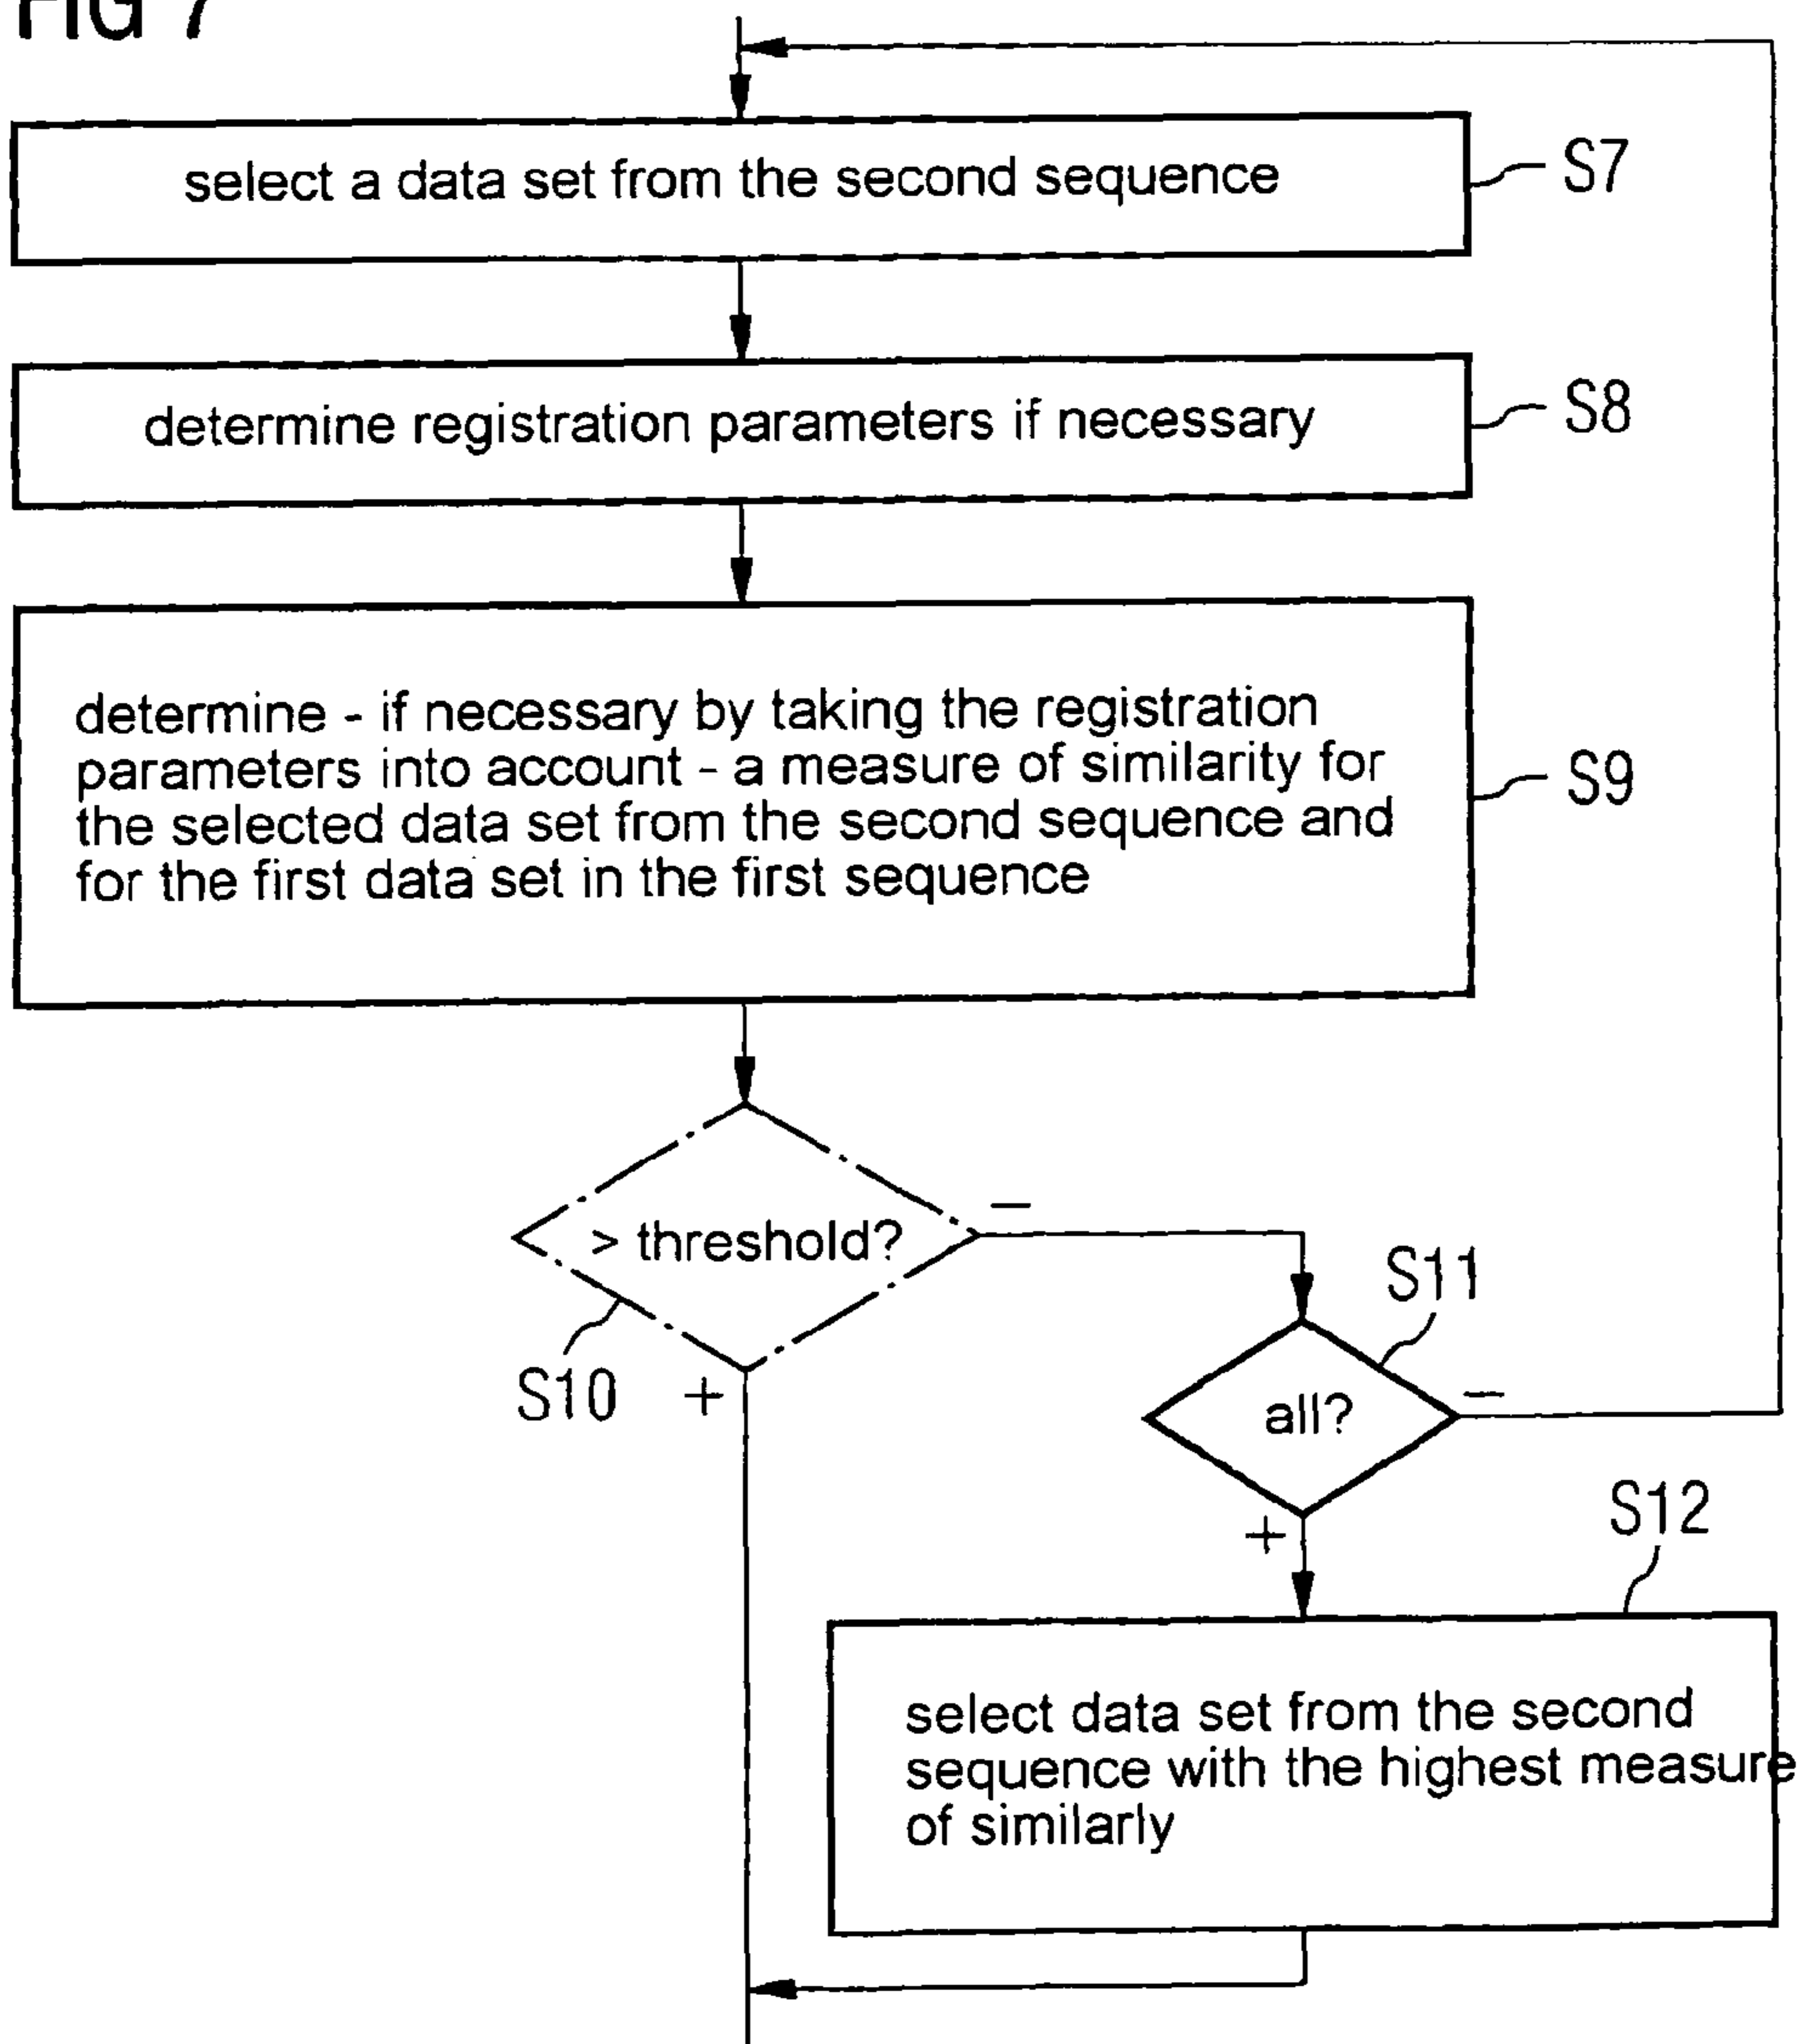 FIG 7
select a data set from the second sequence
S7
determine registration parameters if necessary
S8
determine - if necessary by taking the registration
parameters into account - a measure of similarity for
the selected data set from the second sequence and
for the first data set in the first sequence
S9
> threshold?
−
S10
+
S11
all?
−
+
S12
select data set from the second
sequence with the highest measure
of similarly